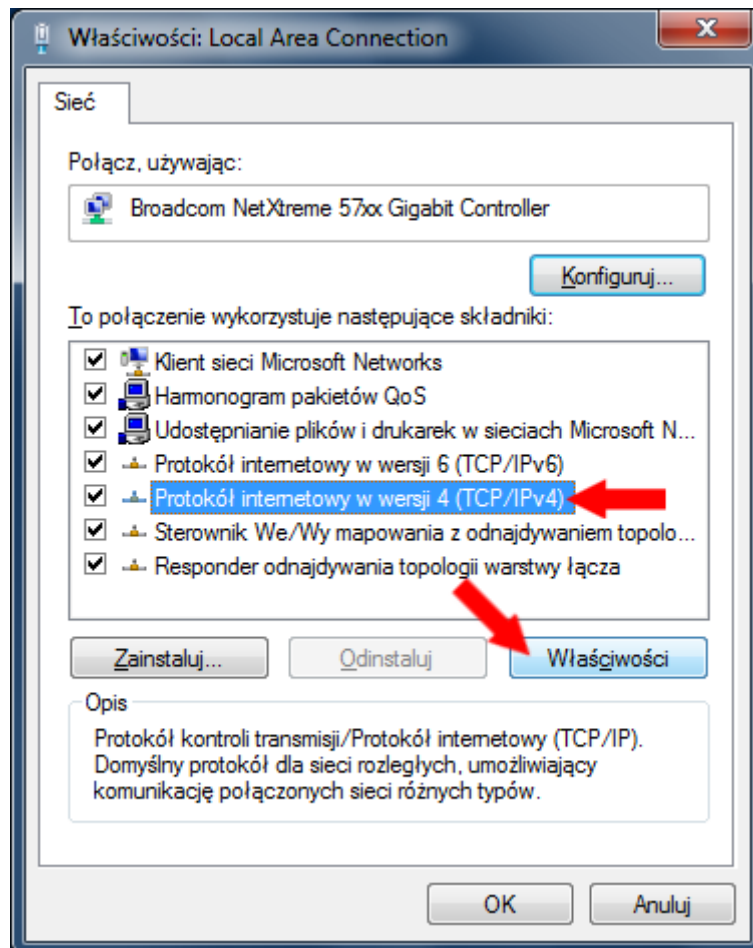 Właściwości: Local Area Connection
Sieć
Połącz, używając:
Broadcom NetXtreme 57xx Gigabit Controller
Konfiguruj...
To połączenie wykorzystuje następujące składniki:
Klient sieci Microsoft Networks
Harmonogram pakietów QoS
Udostępnianie plików i drukarek w sieciach Microsoft N...
Protokół internetowy w wersji 6 (TCP/IPv6)
Protokół internetowy w wersji 4 (TCP/IPv4)
Sterownik We/Wy mapowania z odnajdywaniem topolo...
Responder odnajdywania topologii warstwy łącza
Zainstaluj... Odinstaluj Właściwości
Opis
Protokół kontroli transmisji/Protokół internetowy (TCP/IP).
Domyślny protokół dla sieci rozległych, umożliwiający
komunikację połączonych sieci różnych typów.
OK Anuluj